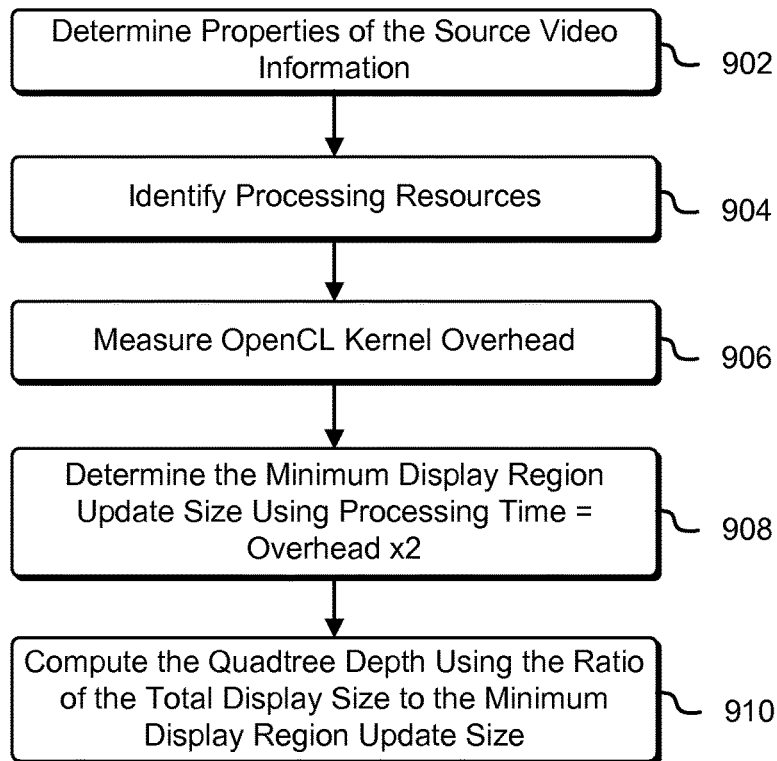 Determine Properties of the Source Video
Information
902
Identify Processing Resources
904
Measure OpenCL Kernel Overhead
906
Determine the Minimum Display Region
Update Size Using Processing Time =
Overhead x2
908
Compute the Quadtree Depth Using the Ratio
of the Total Display Size to the Minimum
Display Region Update Size
910